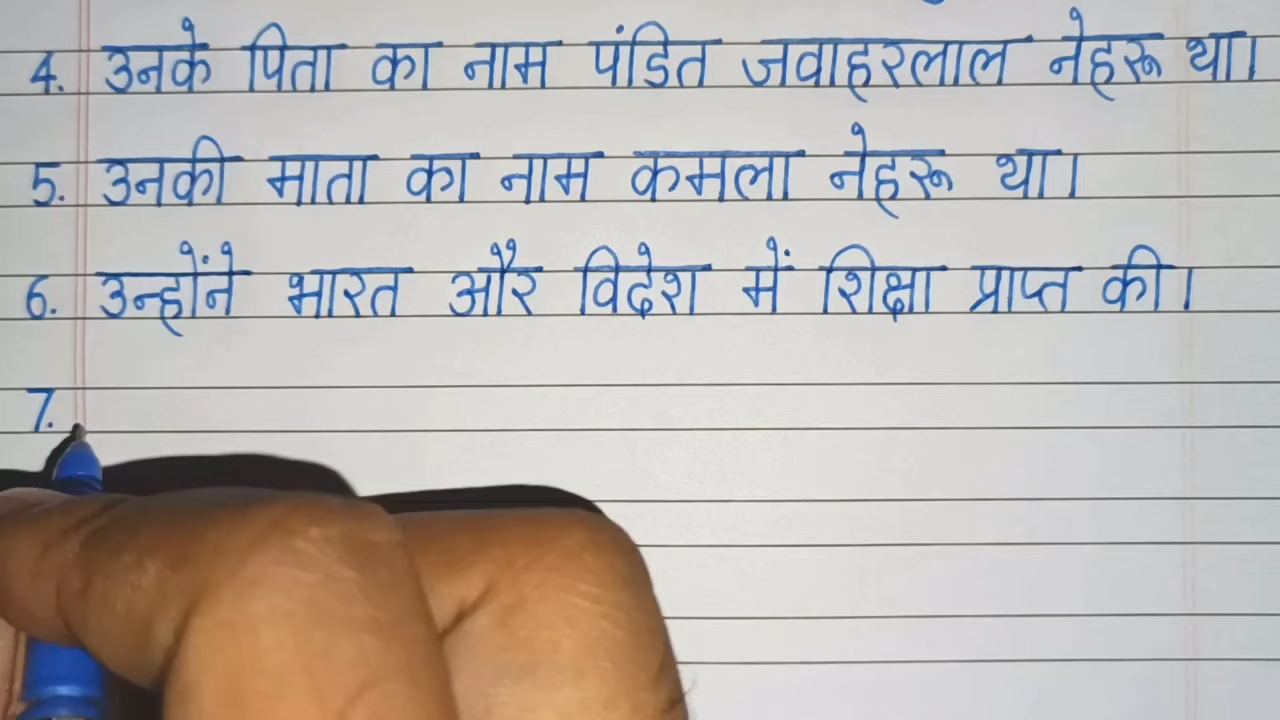 4. उनके पिता का नाम पंडित जवाहरलाल नेहरू था।
5. उनकी माता का नाम कमला नेहरू था।
6. उन्होंने भारत और विदेश में शिक्षा प्राप्त की।
7.